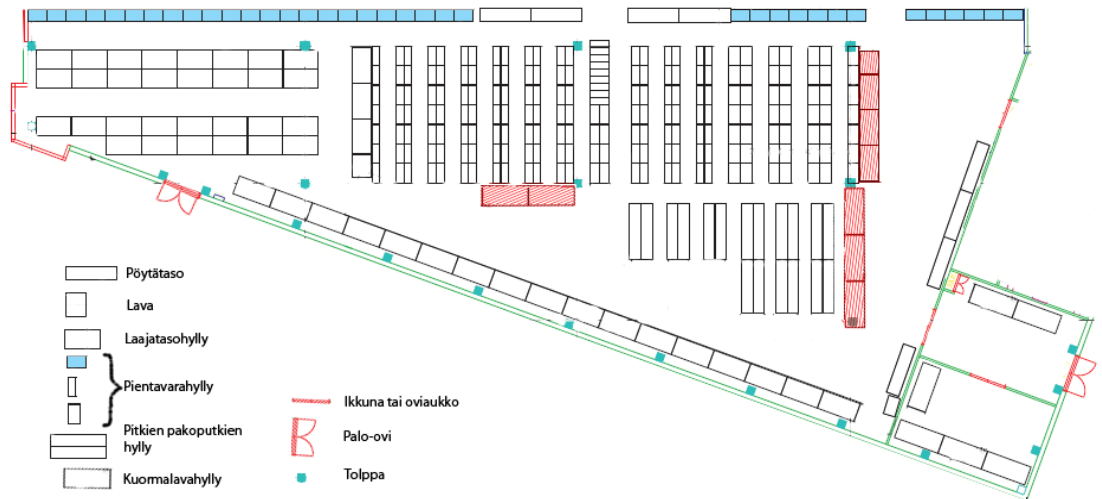 Pöytätaso
Lava
Laajatasohylly
Pientavarahylly
Pitkien pakoputkien
hylly
Kuormalavahylly
Ikkuna tai oviaukko
Palo-ovi
Tolppa